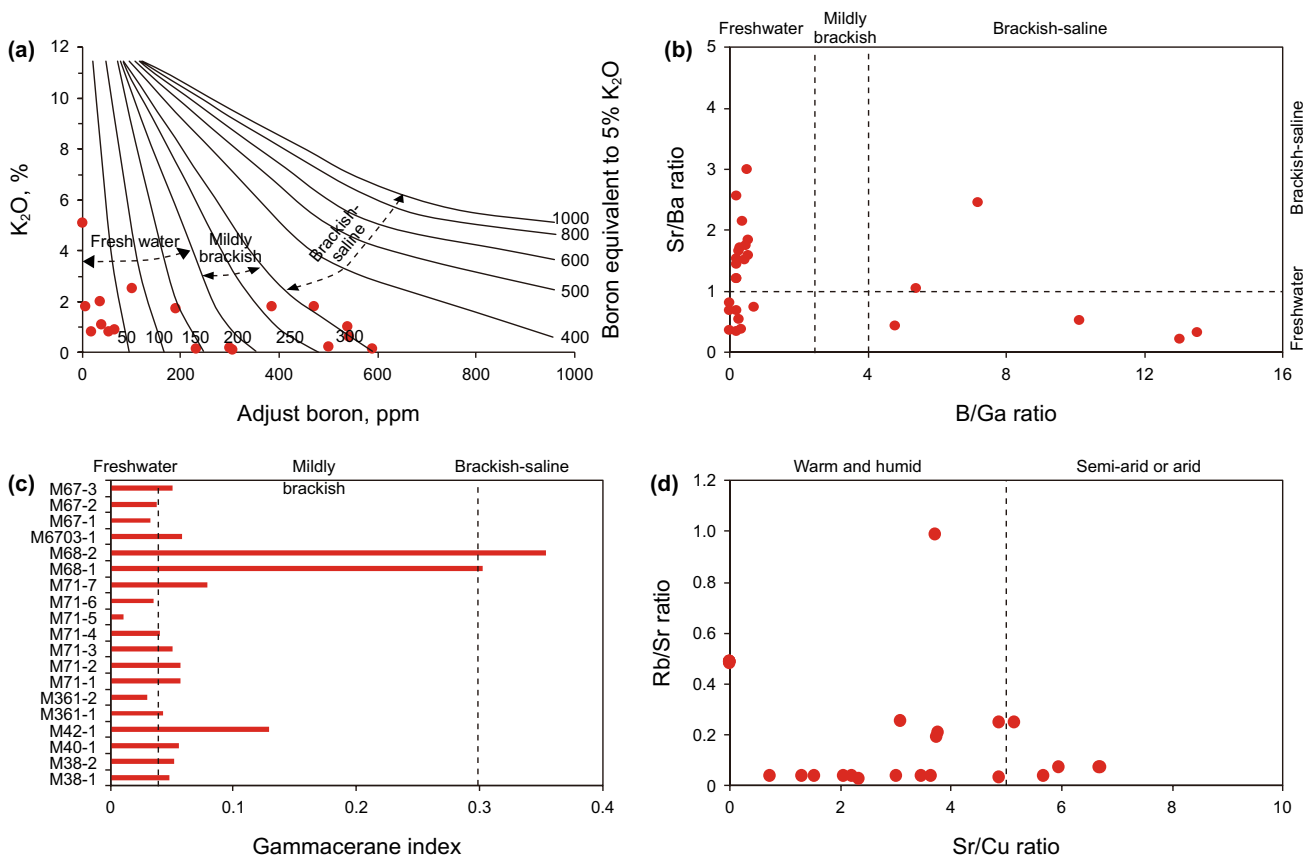 (a)
12
10
8
6
4
2
0
K₂O, %
Fresh water
Mildly
brackish
Brackish-
saline
1000
800
600
500
400
50 100 150 200 250 300
0 200 400 600 800 1000
Adjust boron, ppm
Boron equivalent to 5% K₂O
(b)
Freshwater
Mildly
brackish
Brackish-saline
5
4
3
2
1
0
Sr/Ba ratio
Brackish-saline
Freshwater
0 4 8 12 16
B/Ga ratio
(c)
Freshwater
Mildly
brackish
Brackish-saline
M67-3
M67-2
M67-1
M6703-1
M68-2
M68-1
M71-7
M71-6
M71-5
M71-4
M71-3
M71-2
M71-1
M361-2
M361-1
M42-1
M40-1
M38-2
M38-1
0 0.1 0.2 0.3 0.4
Gammacerane index
(d)
Warm and humid
Semi-arid or arid
1.2
1.0
0.8
0.6
0.4
0.2
0
Rb/Sr ratio
0 2 4 6 8 10
Sr/Cu ratio